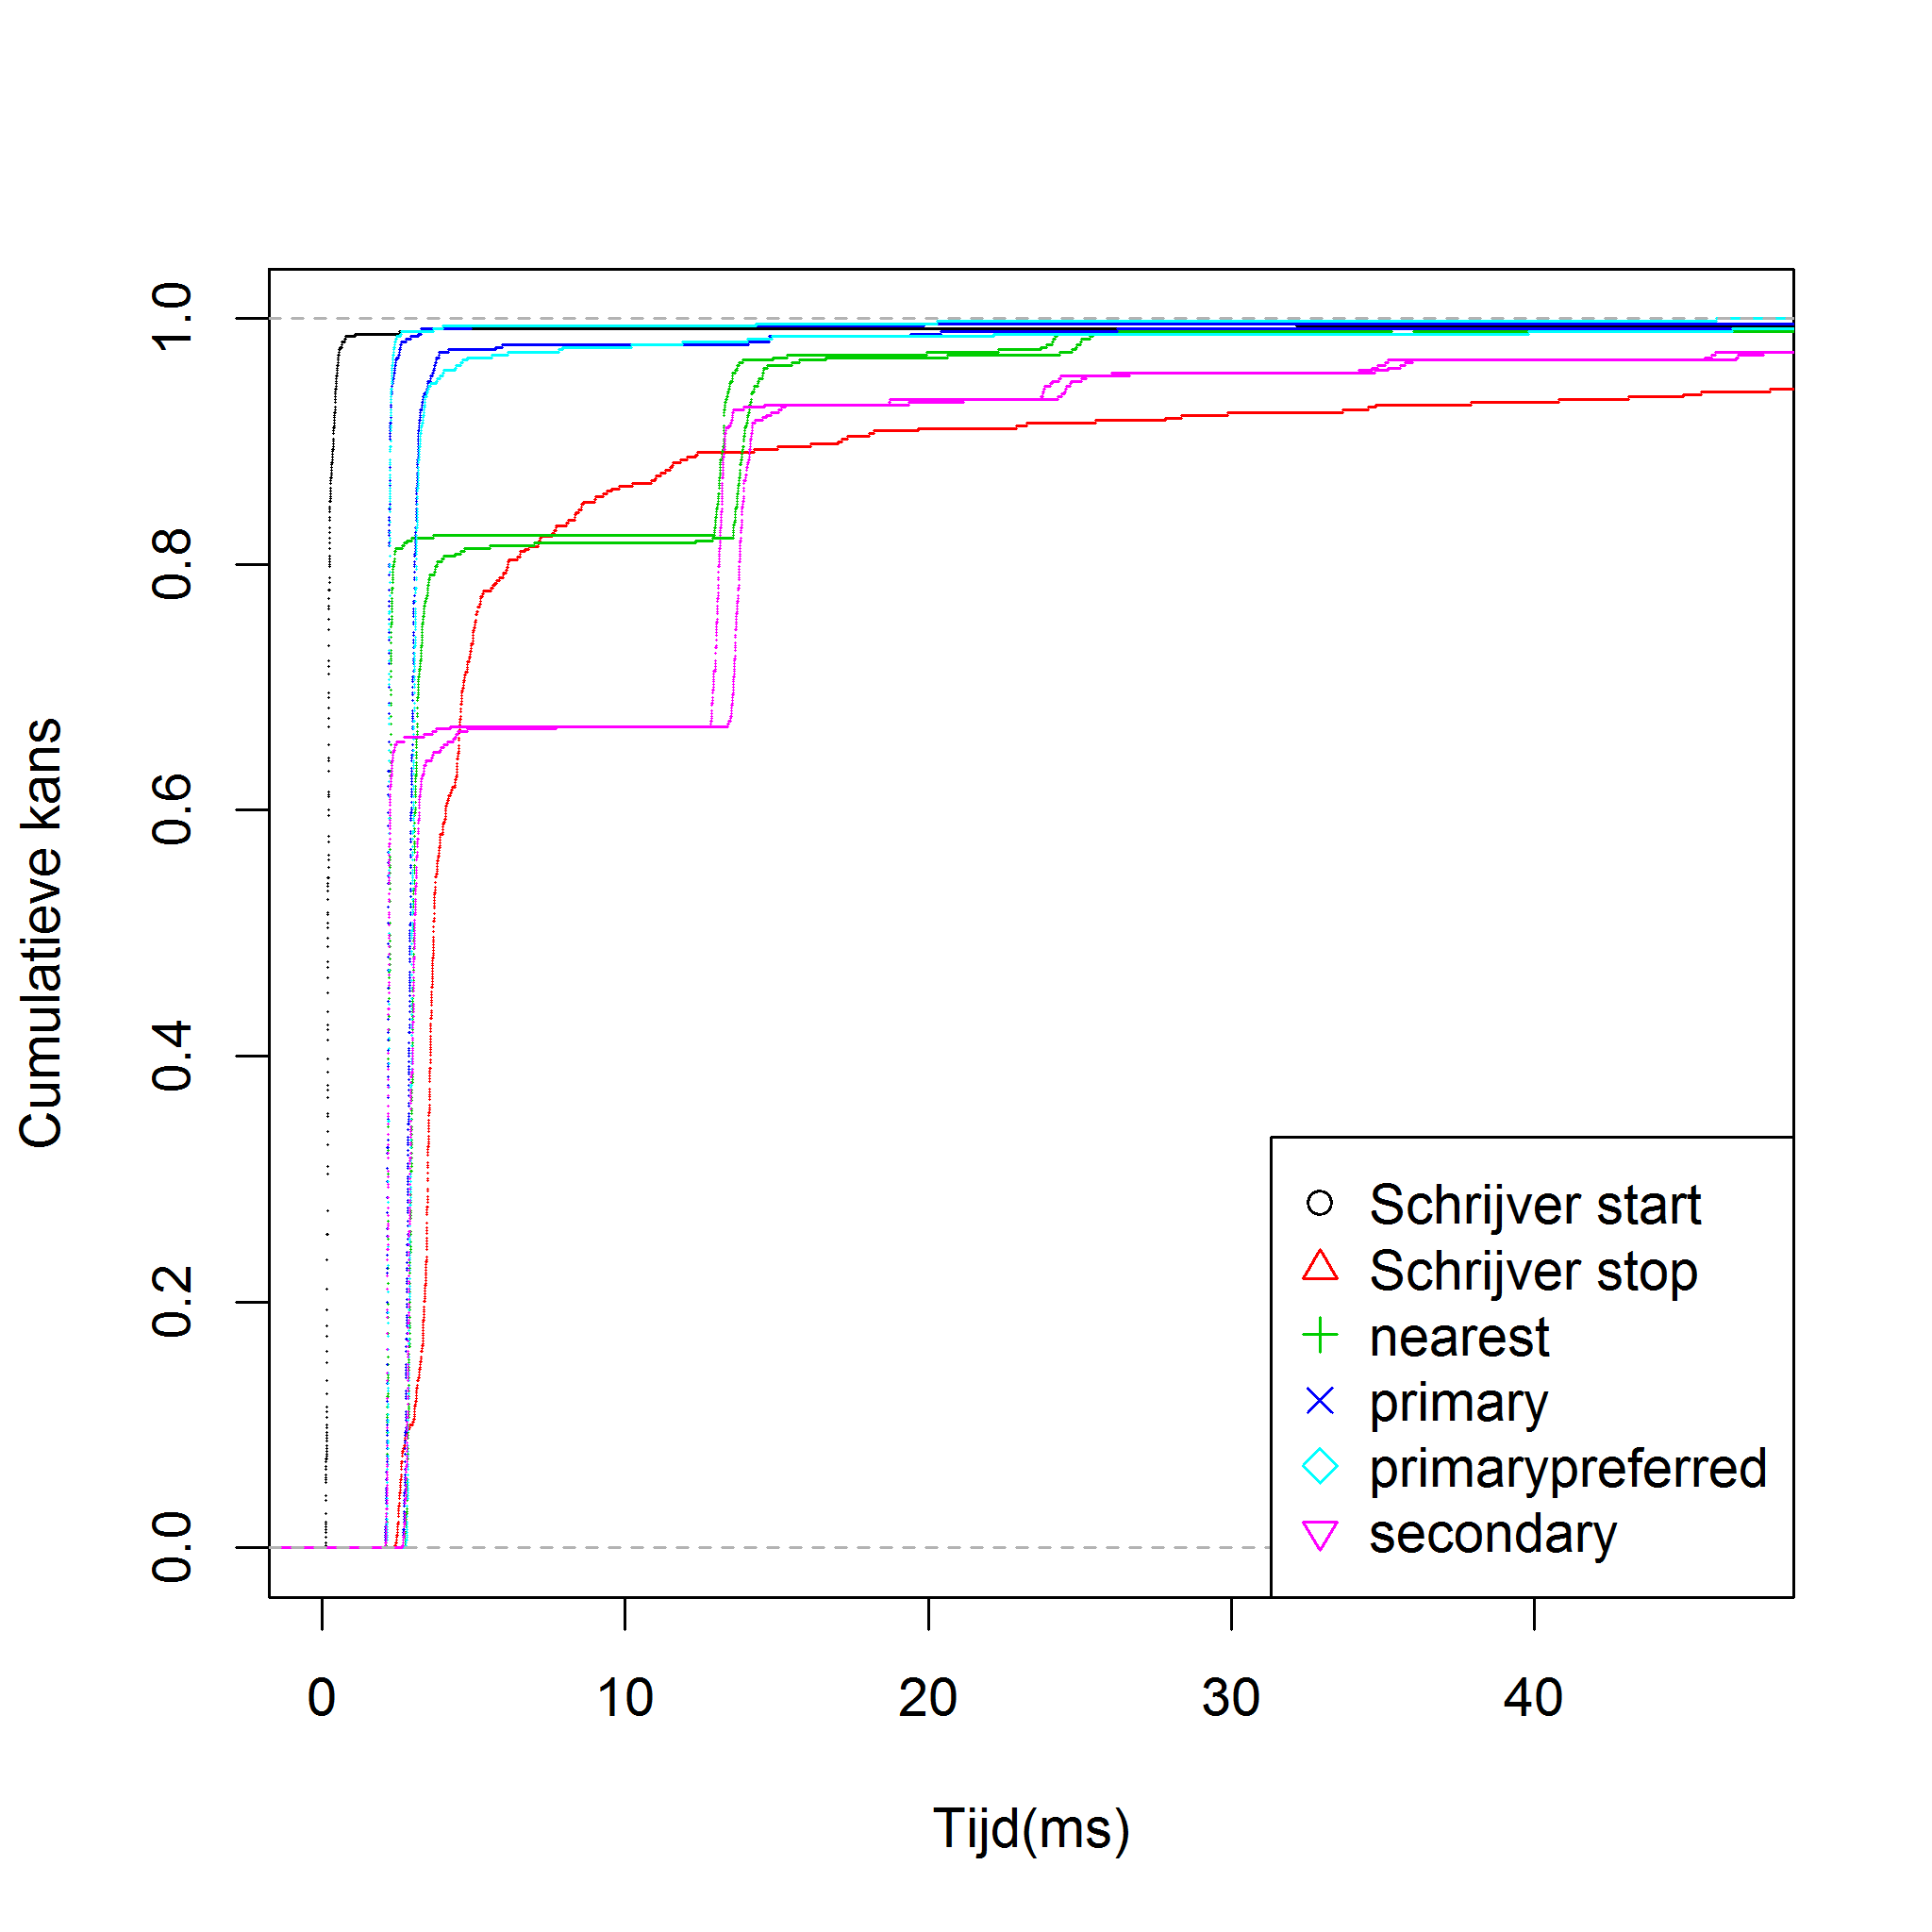 Cumulatieve kans
1.0
0.8
0.6
0.4
0.2
0.0
Schrijver start
Schrijver stop
nearest
primary
primarypreferred
secondary
0 10 20 30 40
Tijd(ms)